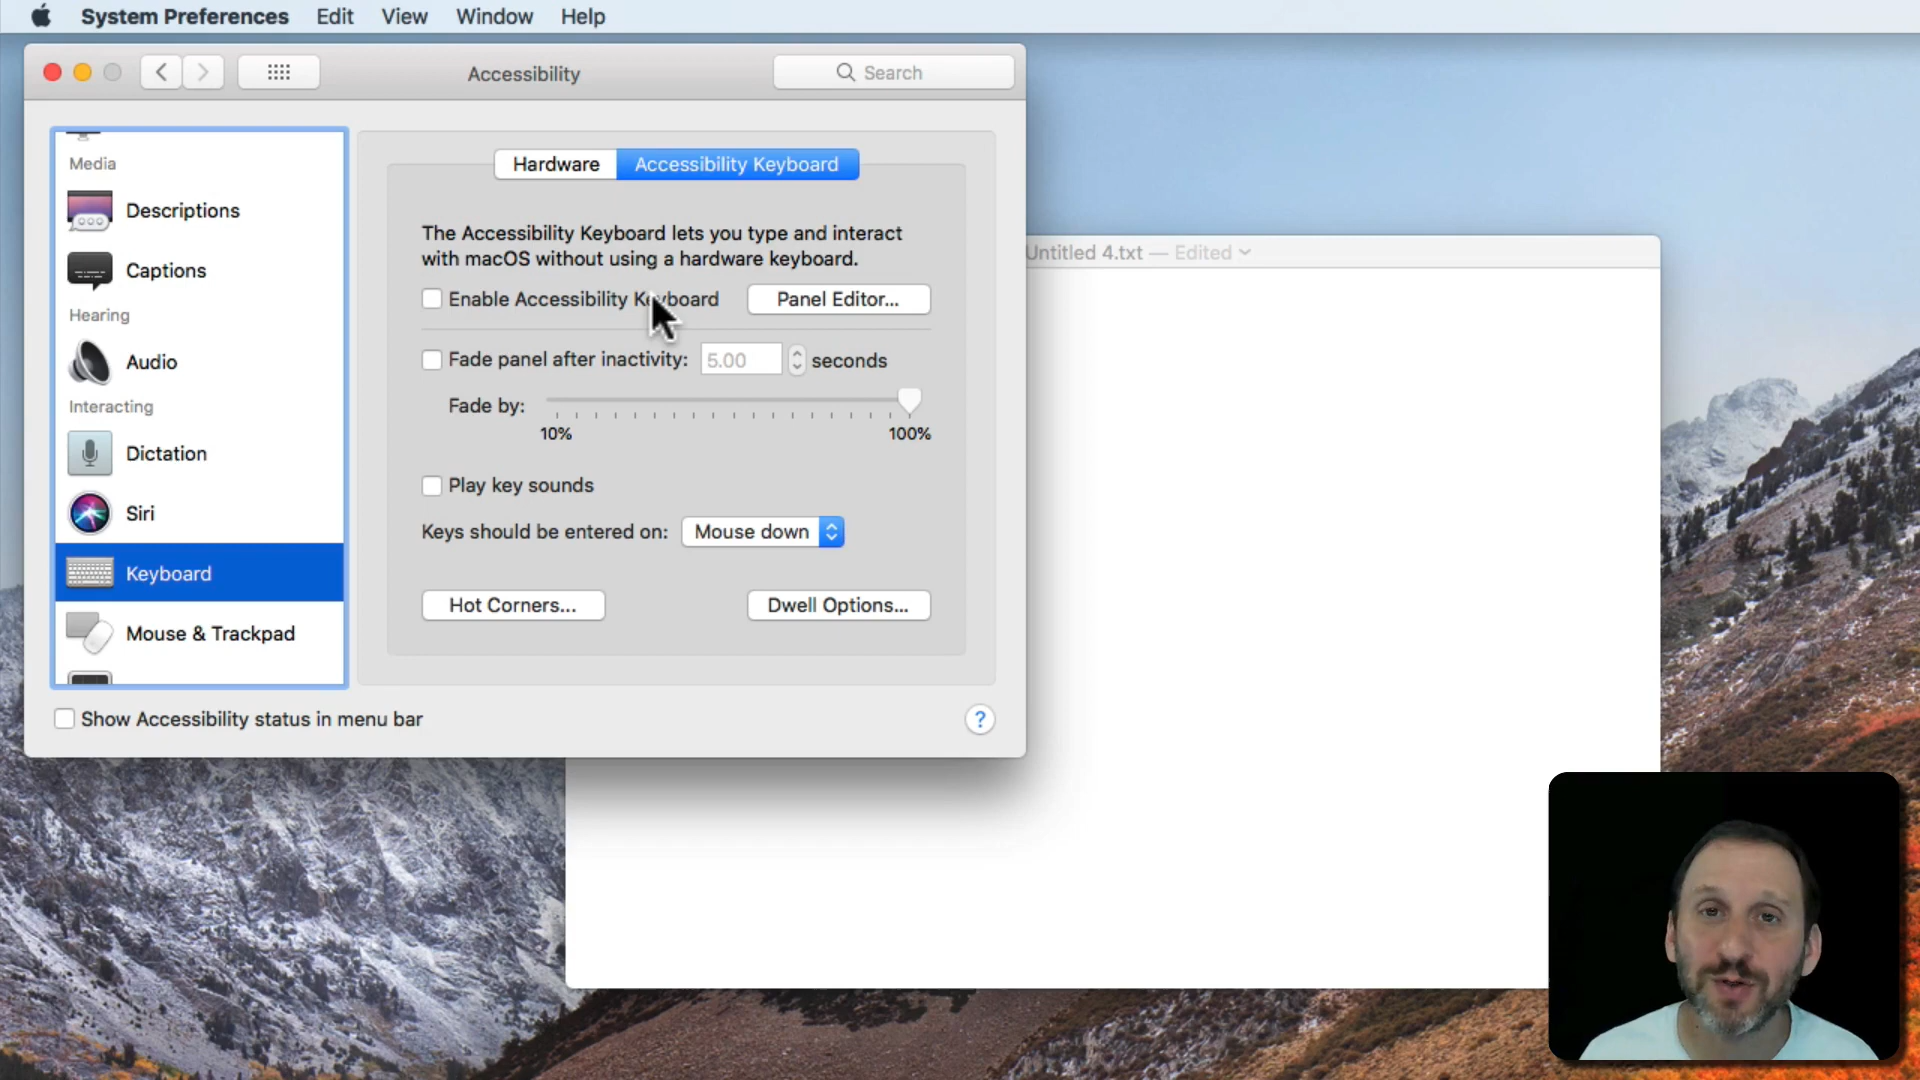 System Preferences Edit View Window Help
Accessibility
Search
Media
Descriptions
Captions
Hearing
Audio
Interacting
Dictation
Siri
Keyboard
Mouse & Trackpad
Hardware
Accessibility Keyboard
The Accessibility Keyboard lets you type and interact
with macOS without using a hardware keyboard.
Enable Accessibility Keyboard
Panel Editor...
Fade panel after inactivity: 5.00 seconds
Fade by:
10% 100%
Play key sounds
Keys should be entered on: Mouse down
Hot Corners...
Dwell Options...
Show Accessibility status in menu bar
?
Untitled 4.txt — Edited